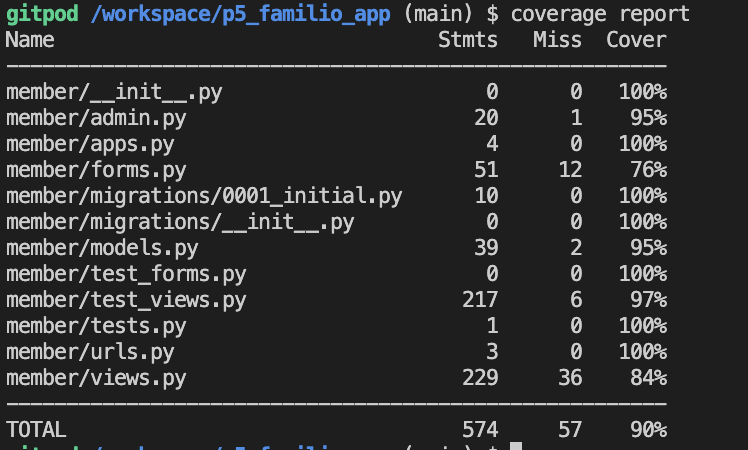 gitpod /workspace/p5_familio_app (main) $ coverage report
Name Stmts Miss Cover
-------------------------------------------------------
member/__init__.py 0 0 100%
member/admin.py 20 1 95%
member/apps.py 4 0 100%
member/forms.py 51 12 76%
member/migrations/0001_initial.py 10 0 100%
member/migrations/__init__.py 0 0 100%
member/models.py 39 2 95%
member/test_forms.py 0 0 100%
member/test_views.py 217 6 97%
member/tests.py 1 0 100%
member/urls.py 3 0 100%
member/views.py 229 36 84%
-------------------------------------------------------
TOTAL 574 57 90%
gitpod /workspace/p5_familio_app (main) $